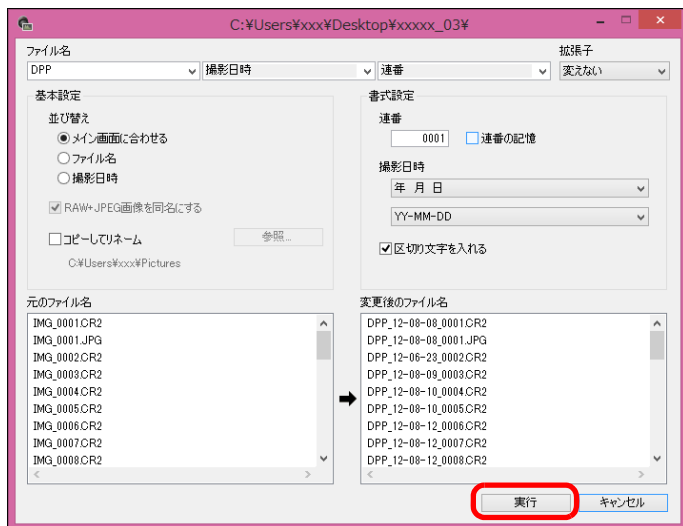 C:¥Users¥xxx¥Desktop¥xxxxx_03¥
ファイル名
拡張子
DPP
撮影日時
連番
変えない
基本設定
並び替え
メイン画面に合わせる
ファイル名
撮影日時
RAW+JPEG画像を同名にする
コピーしてリネーム
参照...
C:¥Users¥xxx¥Pictures
書式設定
連番
0001
連番の記憶
撮影日時
年 月 日
YY-MM-DD
区切り文字を入れる
元のファイル名
IMG_0001.CR2
IMG_0001.JPG
IMG_0002.CR2
IMG_0003.CR2
IMG_0004.CR2
IMG_0005.CR2
IMG_0006.CR2
IMG_0007.CR2
IMG_0008.CR2
変更後のファイル名
DPP_12-08-08_0001.CR2
DPP_12-08-08_0001.JPG
DPP_12-06-23_0002.CR2
DPP_12-08-09_0003.CR2
DPP_12-08-10_0004.CR2
DPP_12-08-10_0005.CR2
DPP_12-08-12_0006.CR2
DPP_12-08-12_0007.CR2
DPP_12-08-12_0008.CR2
実行
キャンセル